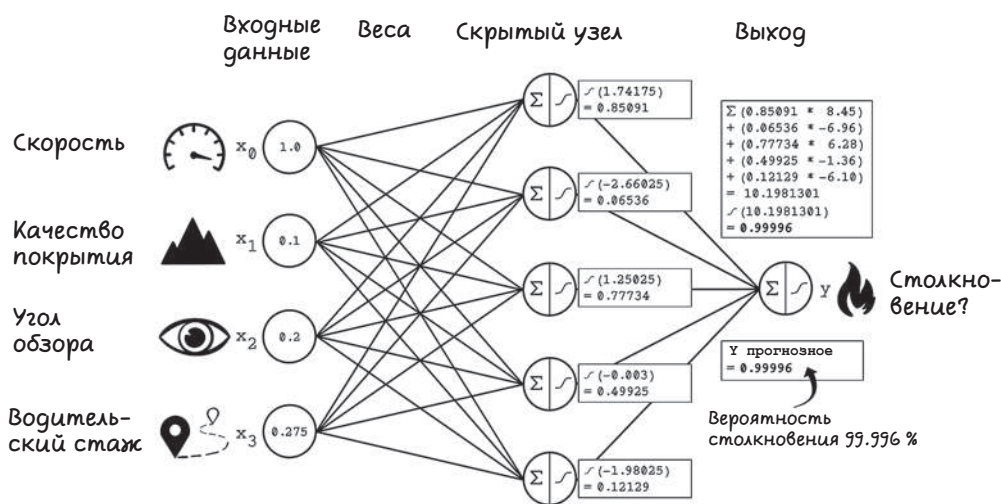 Входные
данные
Веса
Скрытый узел
Выход
Скорость
x0
1.0
Качество
покрытия
x1
0.1
Угол
обзора
x2
0.2
Водитель-
ский стаж
x3
0.275
Σ
(1.74175)
= 0.85091
Σ
(-2.66025)
= 0.06536
Σ
(1.25025)
= 0.77734
Σ
(-0.003)
= 0.49925
Σ
(-1.98025)
= 0.12129
Σ (0.85091 * 8.45)
+ (0.06536 * -6.96)
+ (0.77734 * 6.28)
+ (0.49925 * -1.36)
+ (0.12129 * -6.10)
= 10.1981301
(10.1981301)
= 0.99996
Σ
y
Столкно-
вение?
Y прогнозное
= 0.99996
Вероятность
столкновения 99.996 %